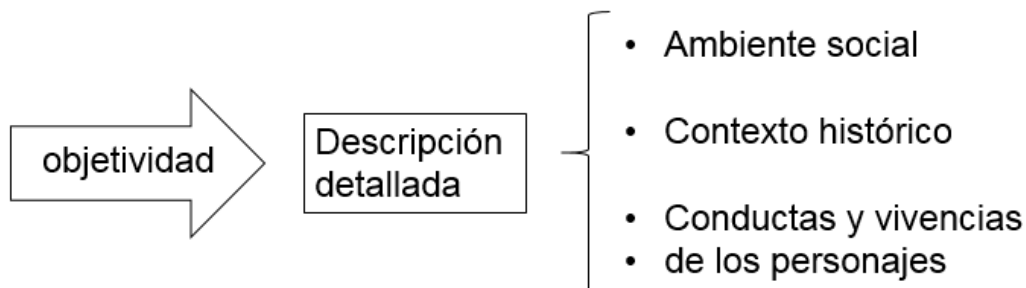 objetividad
Descripción
detallada
• Ambiente social
• Contexto histórico
• Conductas y vivencias
• de los personajes